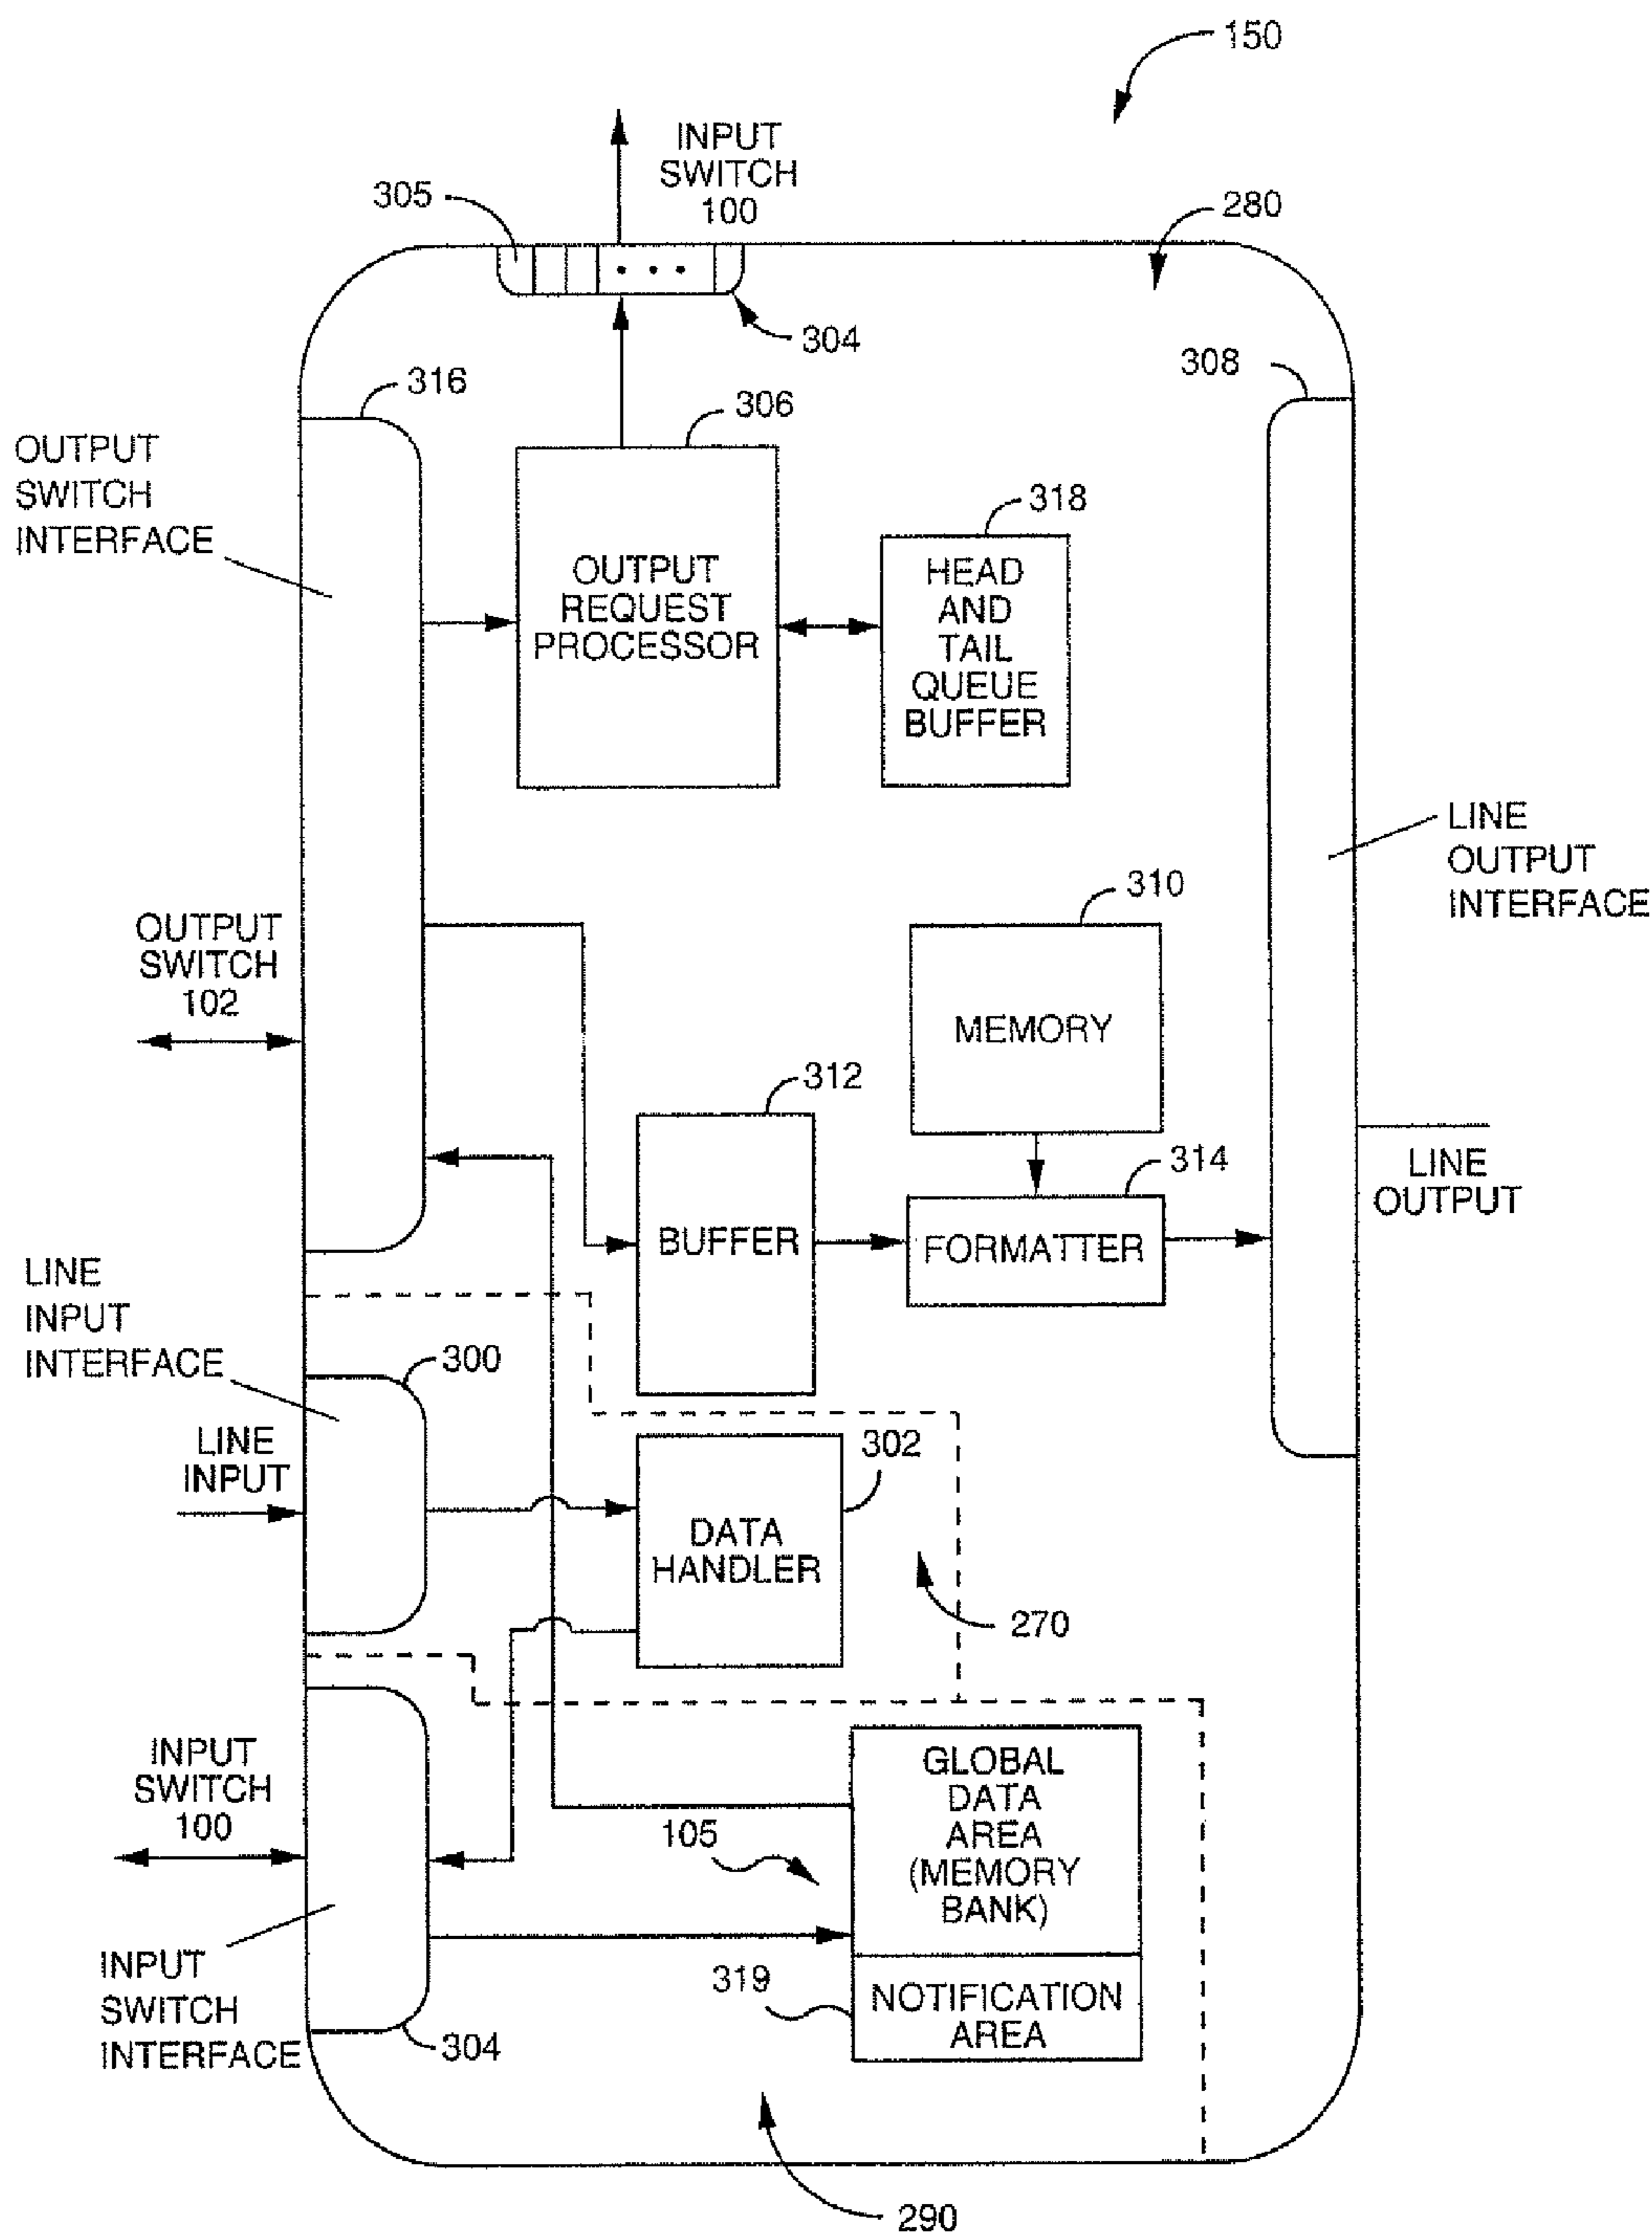 150
INPUT
SWITCH
100
305
280
304
308
316
306
OUTPUT
SWITCH
INTERFACE
318
OUTPUT
REQUEST
PROCESSOR
HEAD
AND
TAIL
QUEUE
BUFFER
LINE
OUTPUT
INTERFACE
310
OUTPUT
SWITCH
102
MEMORY
312
314
LINE
OUTPUT
BUFFER
FORMATTER
LINE
INPUT
INTERFACE
300
LINE
INPUT
302
DATA
HANDLER
270
INPUT
SWITCH
100
GLOBAL
DATA
AREA
(MEMORY
BANK)
105
INPUT
SWITCH
INTERFACE
319
NOTIFICATION
AREA
304
290